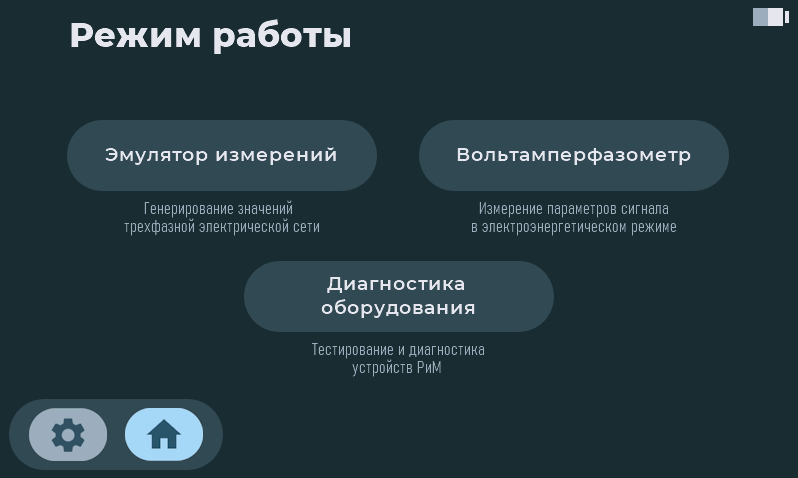 Режим работы
Эмулятор измерений
Вольтамперфазометр
Генерирование значений
трехфазной электрической сети
Измерение параметров сигнала
в электроэнергетическом режиме
Диагностика
оборудования
Тестирование и диагностика
устройств РиМ